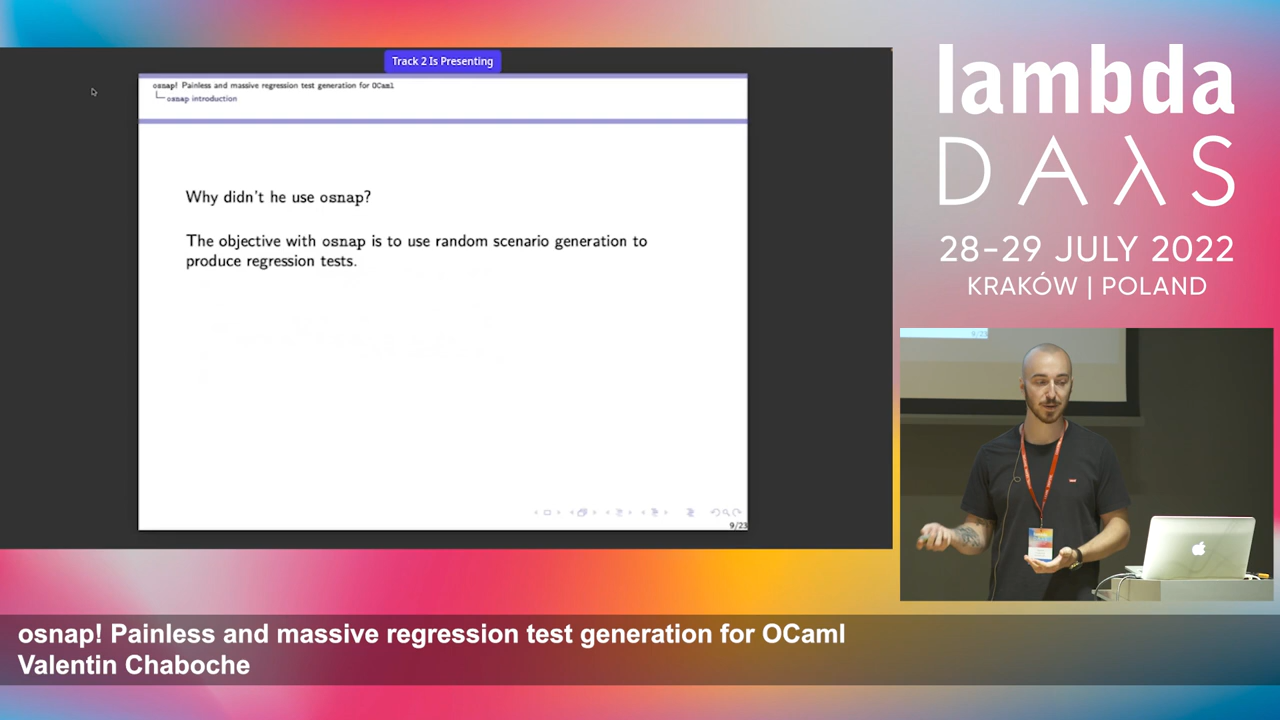 Track 2 Is Presenting
osnap! Painless and massive regression test generation for OCaml
osnap introduction
Why didn't he use osnap?
The objective with osnap is to use random scenario generation to
produce regression tests.
9/23
lambda
DAλS
28–29 JULY 2022
KRAKÓW | POLAND
9/23
osnap! Painless and massive regression test generation for OCaml
Valentin Chaboche